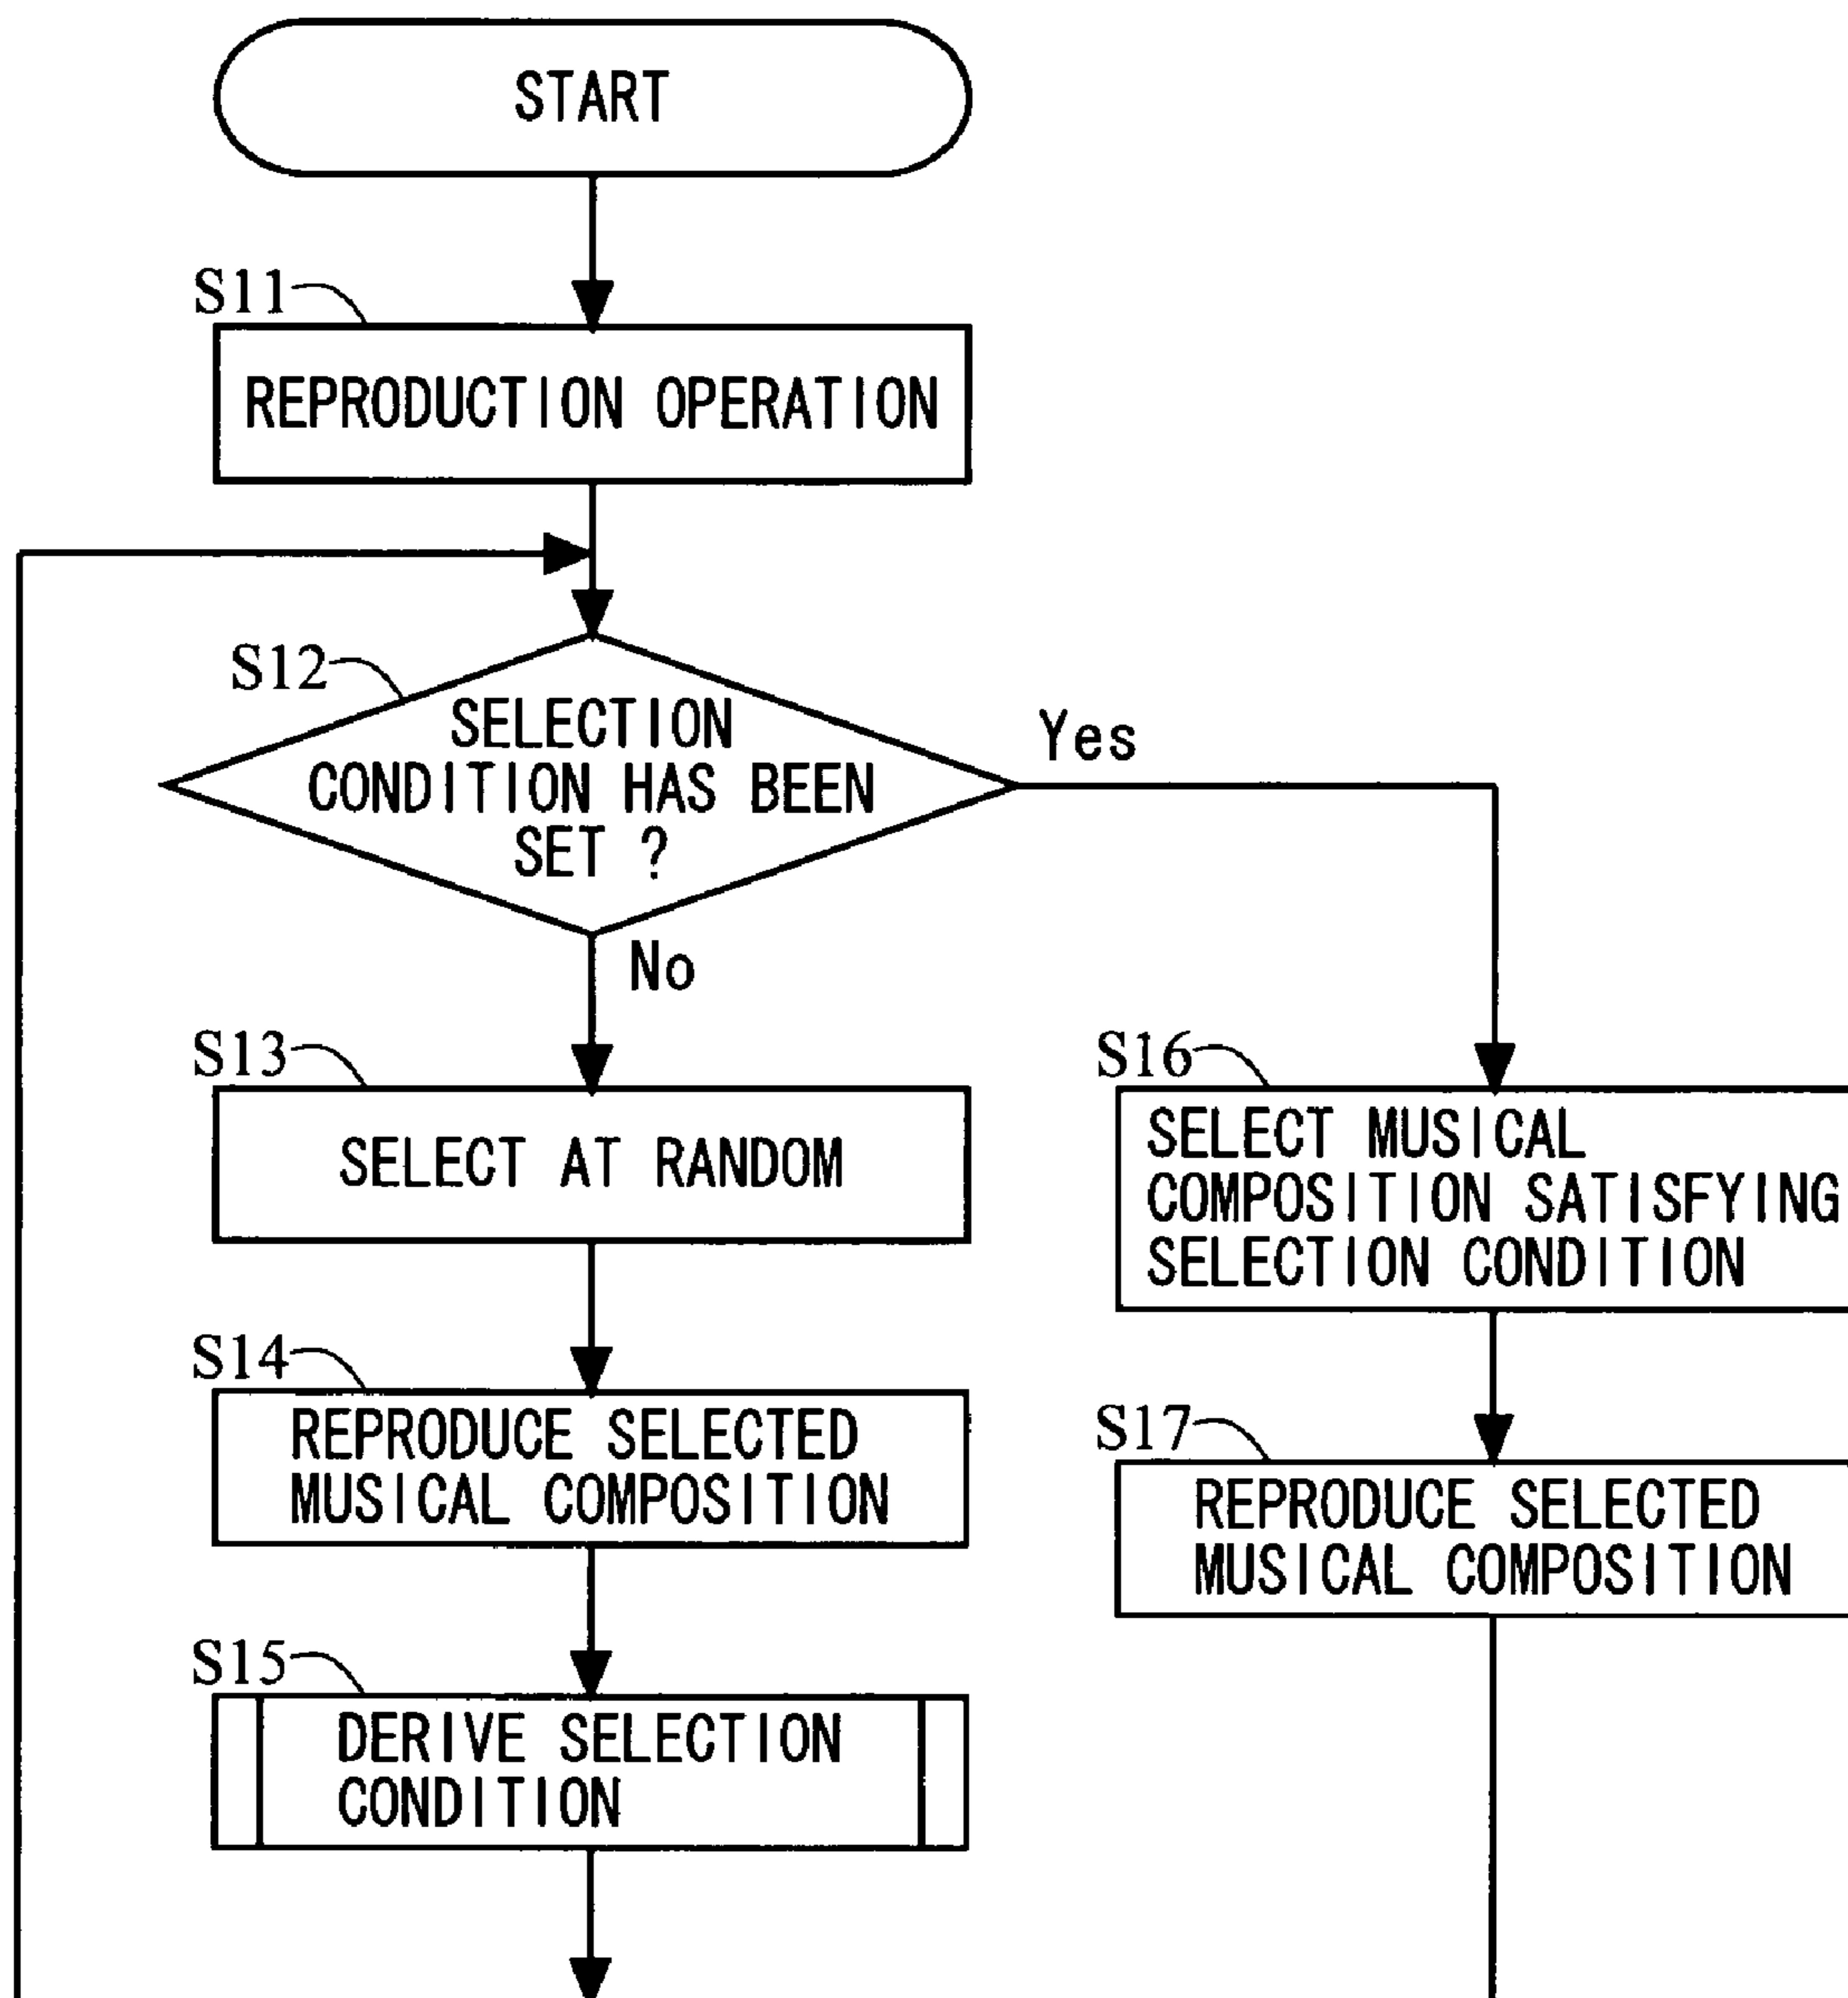 START
S11
REPRODUCTION OPERATION
S12
SELECTION
CONDITION HAS BEEN
SET ?
Yes
No
S13
SELECT AT RANDOM
S16
SELECT MUSICAL
COMPOSITION SATISFYING
SELECTION CONDITION
S14
REPRODUCE SELECTED
MUSICAL COMPOSITION
S17
REPRODUCE SELECTED
MUSICAL COMPOSITION
S15
DERIVE SELECTION
CONDITION